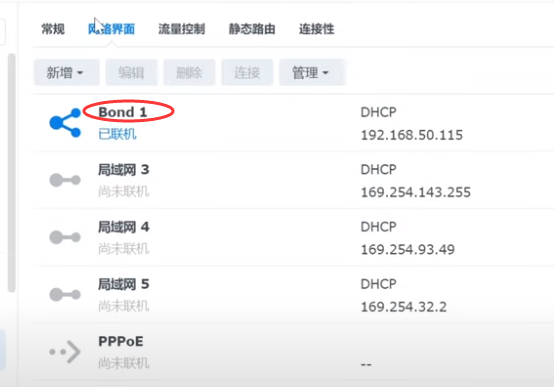 常规 网络界面 流量控制 静态路由 连接性
新增 编辑 删除 连接 管理
Bond 1 DHCP
已联机 192.168.50.115
局域网 3 DHCP
尚未联机 169.254.143.255
局域网 4 DHCP
尚未联机 169.254.93.49
局域网 5 DHCP
尚未联机 169.254.32.2
PPPoE
尚未联机 --